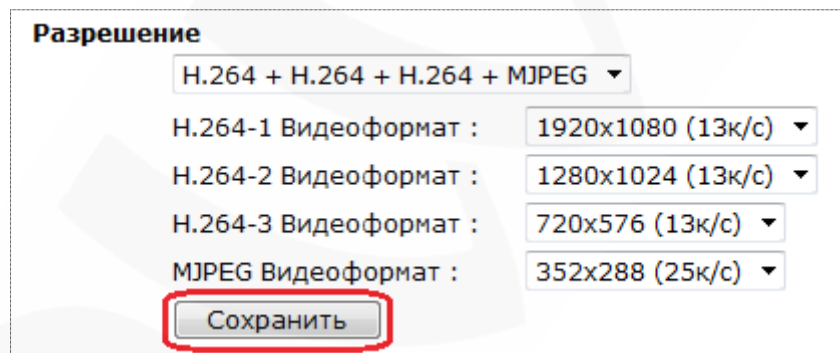 Разрешение
H.264 + H.264 + H.264 + MJPEG
H.264-1 Видеоформат : 1920x1080 (13к/с)
H.264-2 Видеоформат : 1280x1024 (13к/с)
H.264-3 Видеоформат : 720x576 (13к/с)
MJPEG Видеоформат : 352x288 (25к/с)
Сохранить